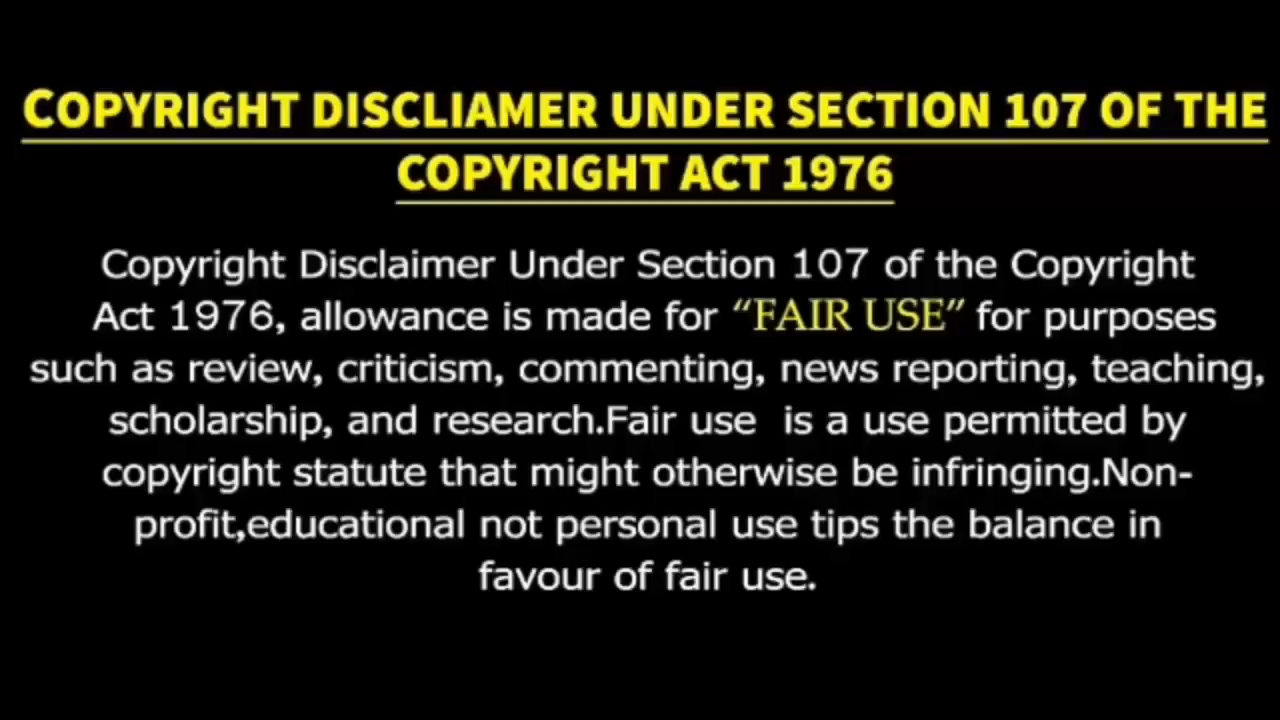 COPYRIGHT DISCLIAMER UNDER SECTION 107 OF THE
COPYRIGHT ACT 1976
Copyright Disclaimer Under Section 107 of the Copyright
Act 1976, allowance is made for “FAIR USE” for purposes
such as review, criticism, commenting, news reporting, teaching,
scholarship, and research.Fair use  is a use permitted by
copyright statute that might otherwise be infringing.Non-
profit,educational not personal use tips the balance in
favour of fair use.